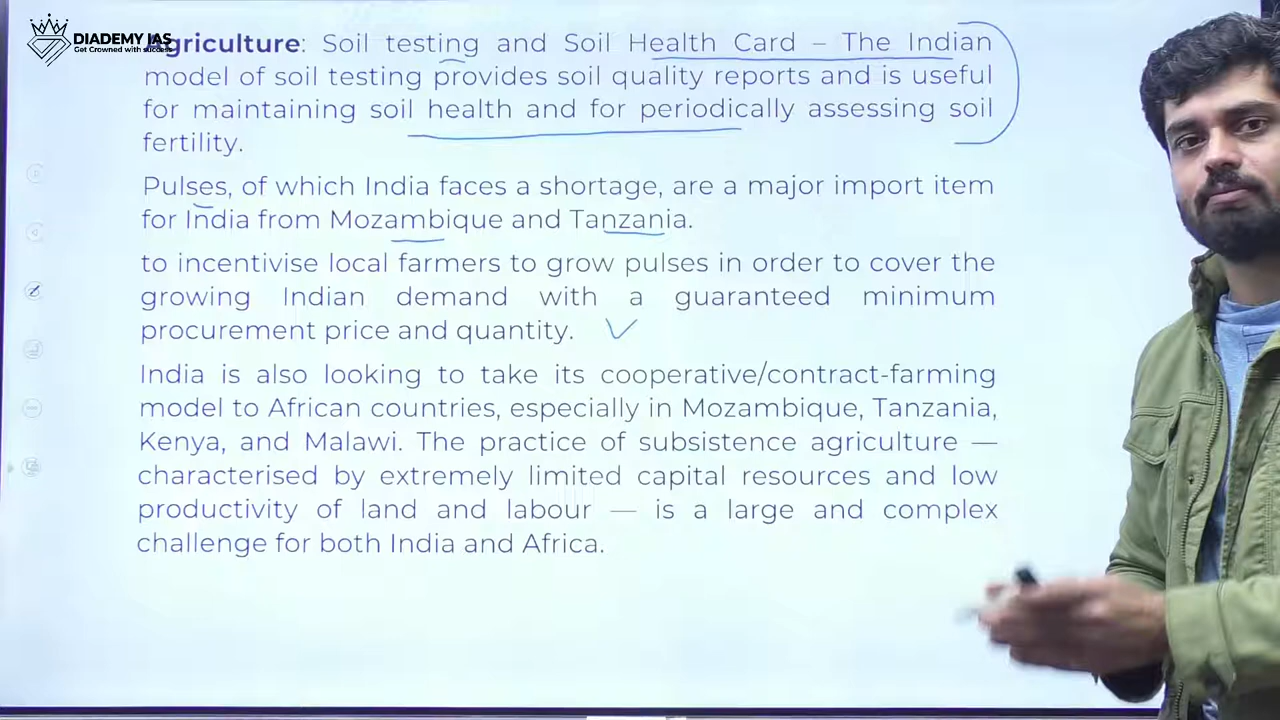 DIADEMY IAS
Get Crowned with success
Agriculture: Soil testing and Soil Health Card – The Indian
model of soil testing provides soil quality reports and is useful
for maintaining soil health and for periodically assessing soil
fertility.
Pulses, of which India faces a shortage, are a major import item
for India from Mozambique and Tanzania.
to incentivise local farmers to grow pulses in order to cover the
growing Indian demand with a guaranteed minimum
procurement price and quantity.
India is also looking to take its cooperative/contract-farming
model to African countries, especially in Mozambique, Tanzania,
Kenya, and Malawi. The practice of subsistence agriculture —
characterised by extremely limited capital resources and low
productivity of land and labour — is a large and complex
challenge for both India and Africa.